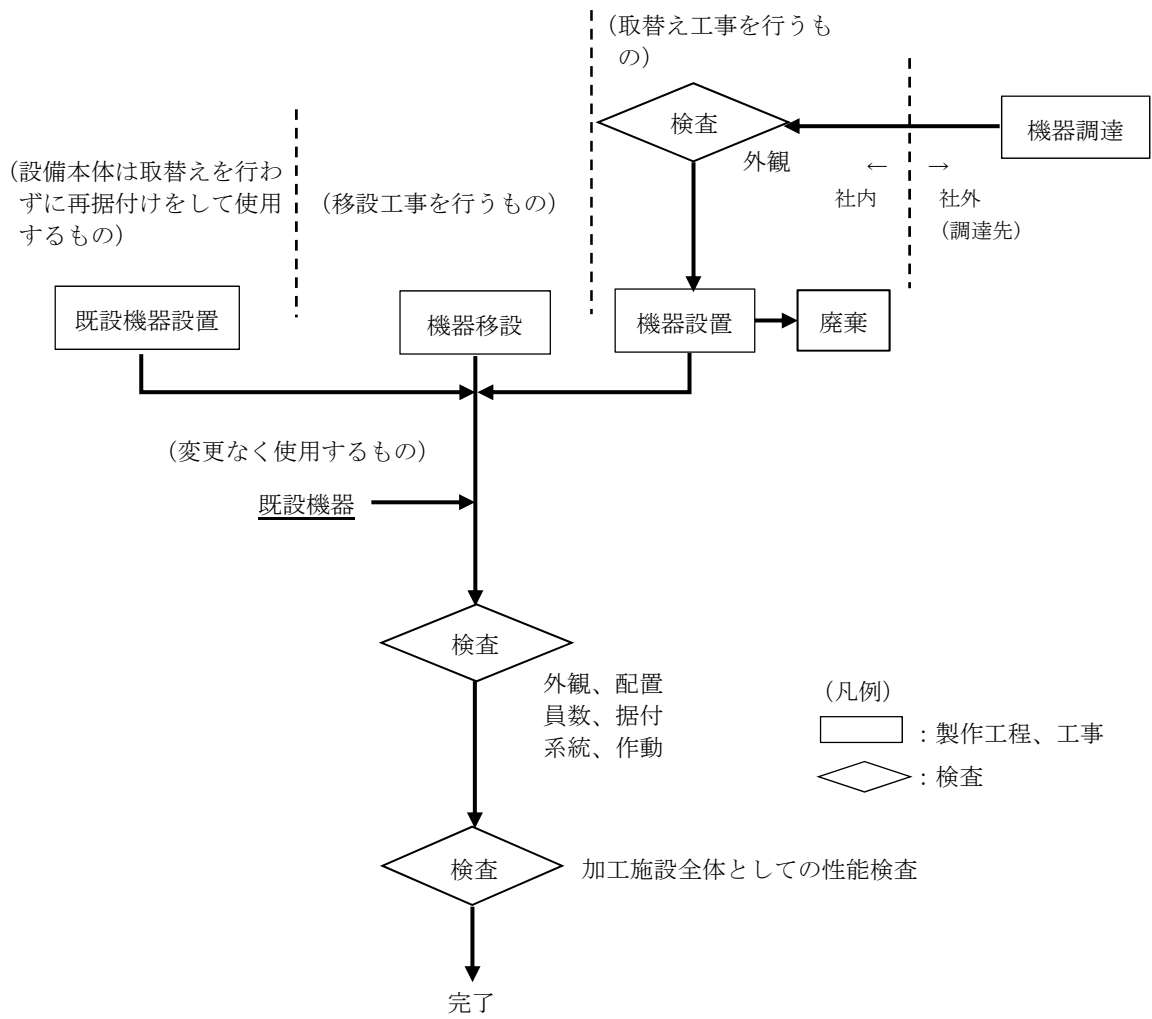 （取替え工事を行うも
の）
検査
機器調達
外観
← →
社内 社外
（調達先）
（設備本体は取替えを行わ
ずに再据付けをして使用
するもの）
（移設工事を行うもの）
既設機器設置
機器移設
機器設置
廃棄
（変更なく使用するもの）
既設機器
検査
外観、配置
員数、据付
系統、作動
（凡例）
：製作工程、工事
：検査
検査
加工施設全体としての性能検査
完了